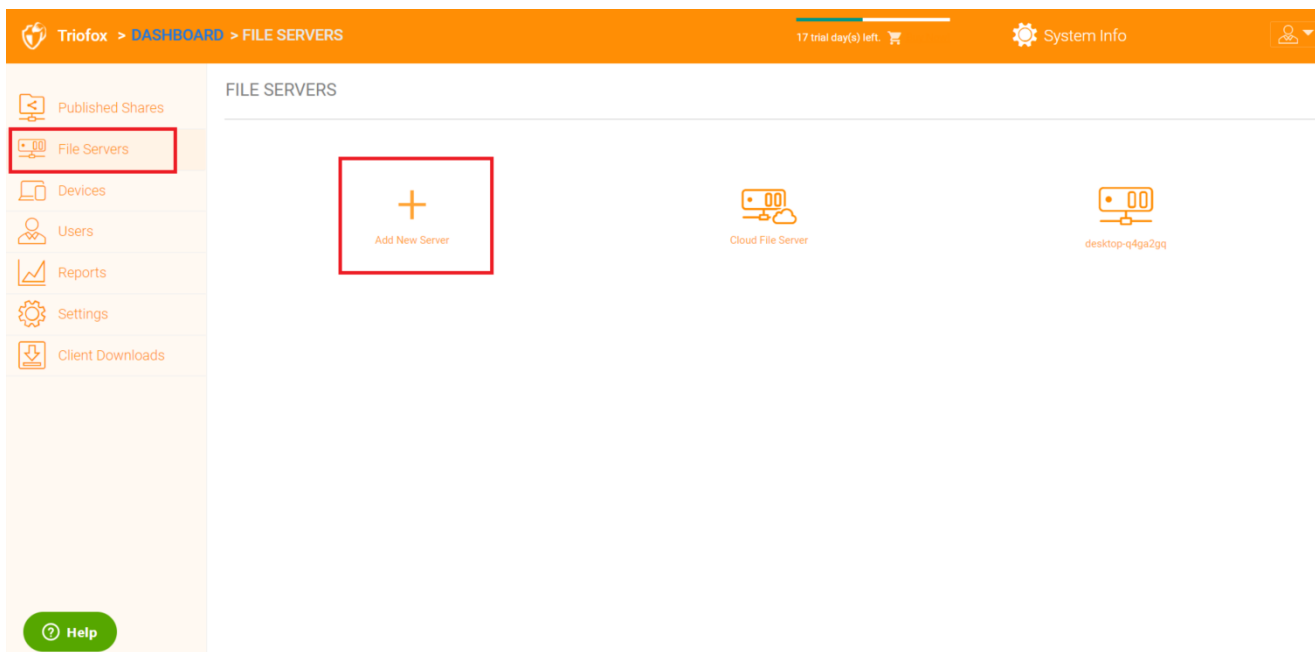 Triofox > DASHBOARD > FILE SERVERS
17 trial day(s) left.
System Info
Published Shares
File Servers
Devices
Users
Reports
Settings
Client Downloads
Help
FILE SERVERS
Add New Server
Cloud File Server
desktop-q4ga2gq